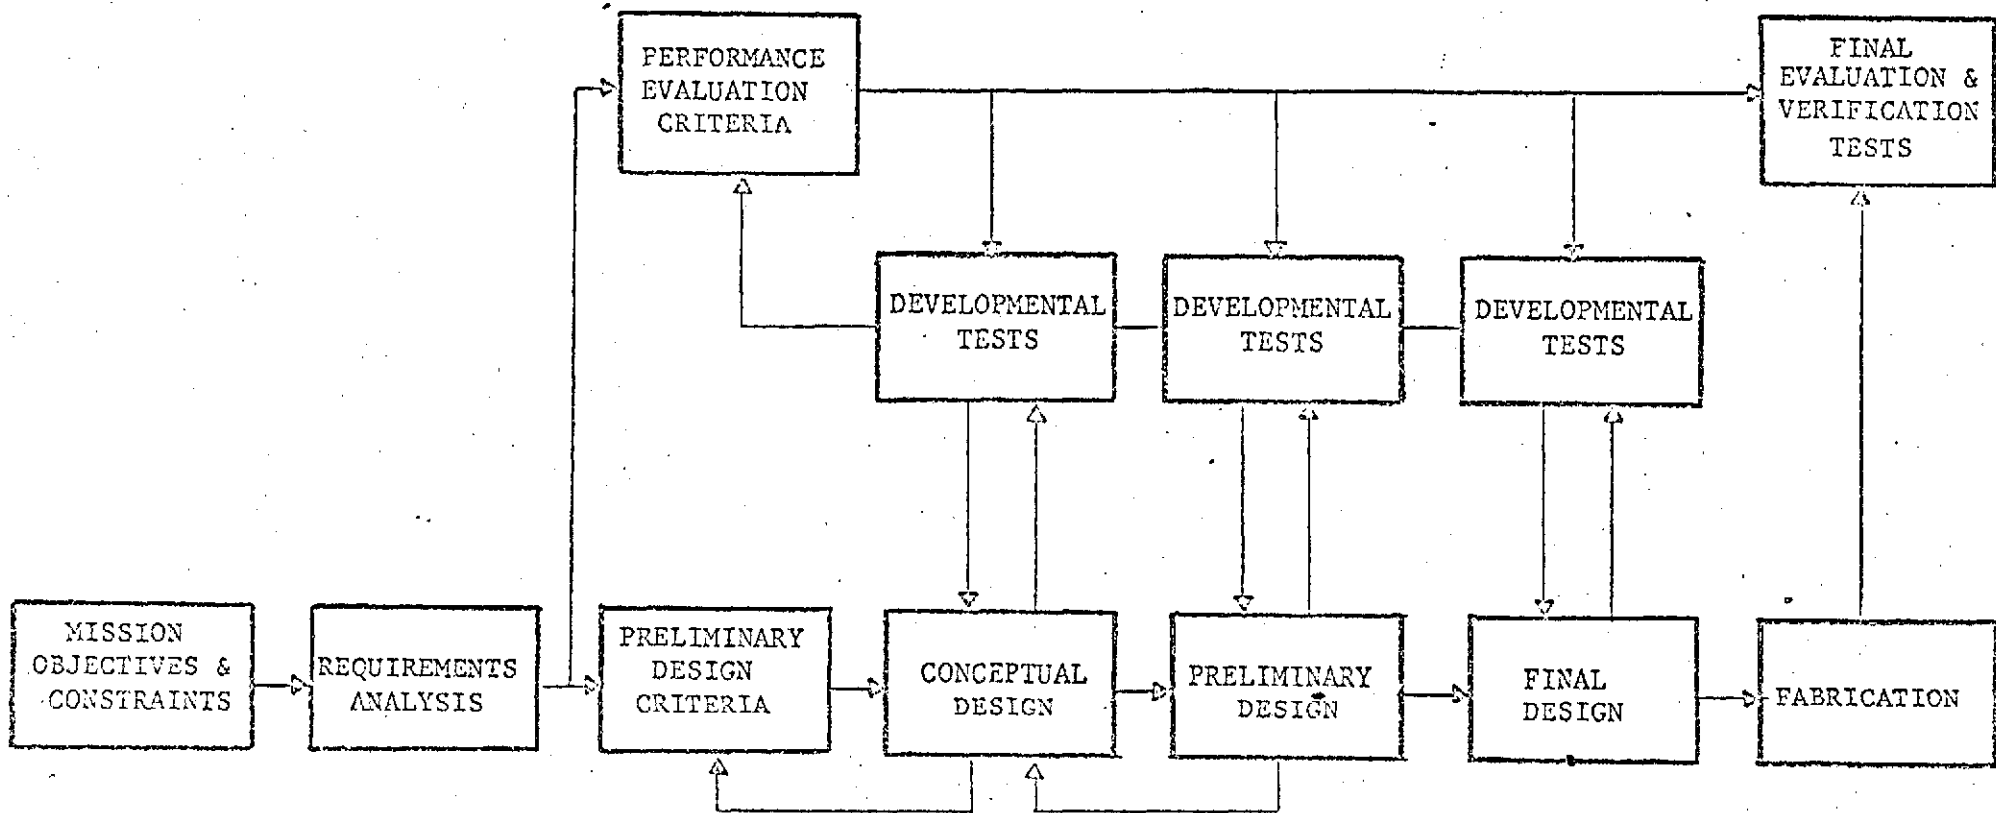 PERFORMANCE
EVALUATION
CRITERIA
FINAL
EVALUATION &
VERIFICATION
TESTS
DEVELOPMENTAL
TESTS
DEVELOPMENTAL
TESTS
DEVELOPMENTAL
TESTS
MISSION
OBJECTIVES &
CONSTRAINTS
REQUIREMENTS
ANALYSIS
PRELIMINARY
DESIGN
CRITERIA
CONCEPTUAL
DESIGN
PRELIMINARY
DESIGN
FINAL
DESIGN
FABRICATION